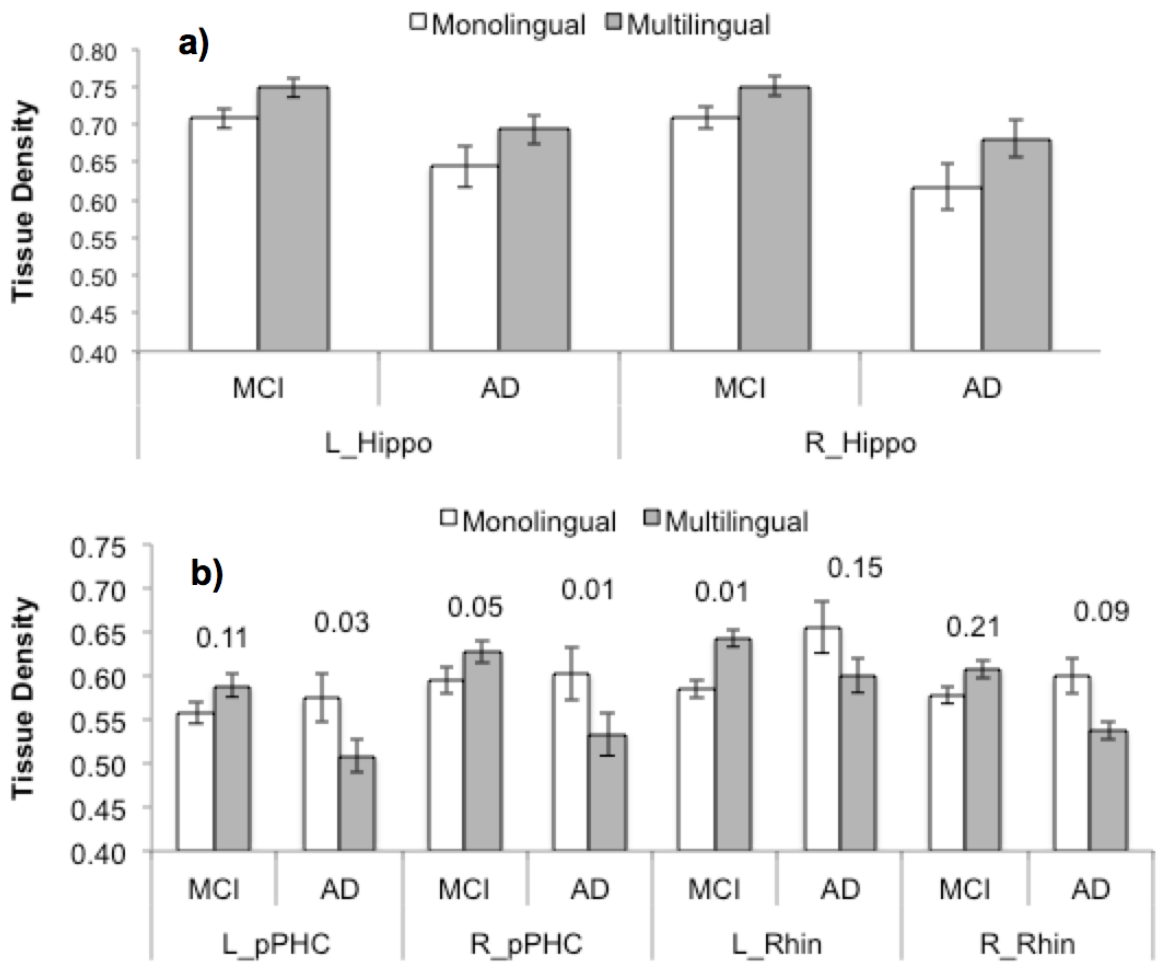 Monolingual Multilingual
a)
Tissue Density
0.80
0.75
0.70
0.65
0.60
0.55
0.50
0.45
0.40
MCI AD MCI AD
L_Hippo R_Hippo
Monolingual Multilingual
b)
Tissue Density
0.75
0.70
0.65
0.60
0.55
0.50
0.45
0.40
0.11 0.03 0.05 0.01 0.01 0.15 0.21 0.09
MCI AD MCI AD MCI AD MCI AD
L_pPHC R_pPHC L_Rhin R_Rhin